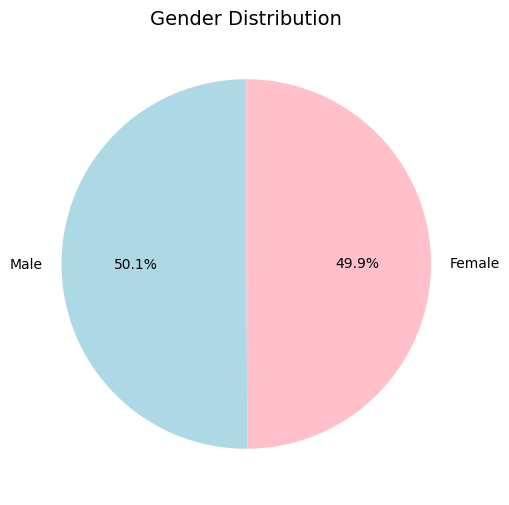 Gender Distribution
Male
50.1%
49.9%
Female